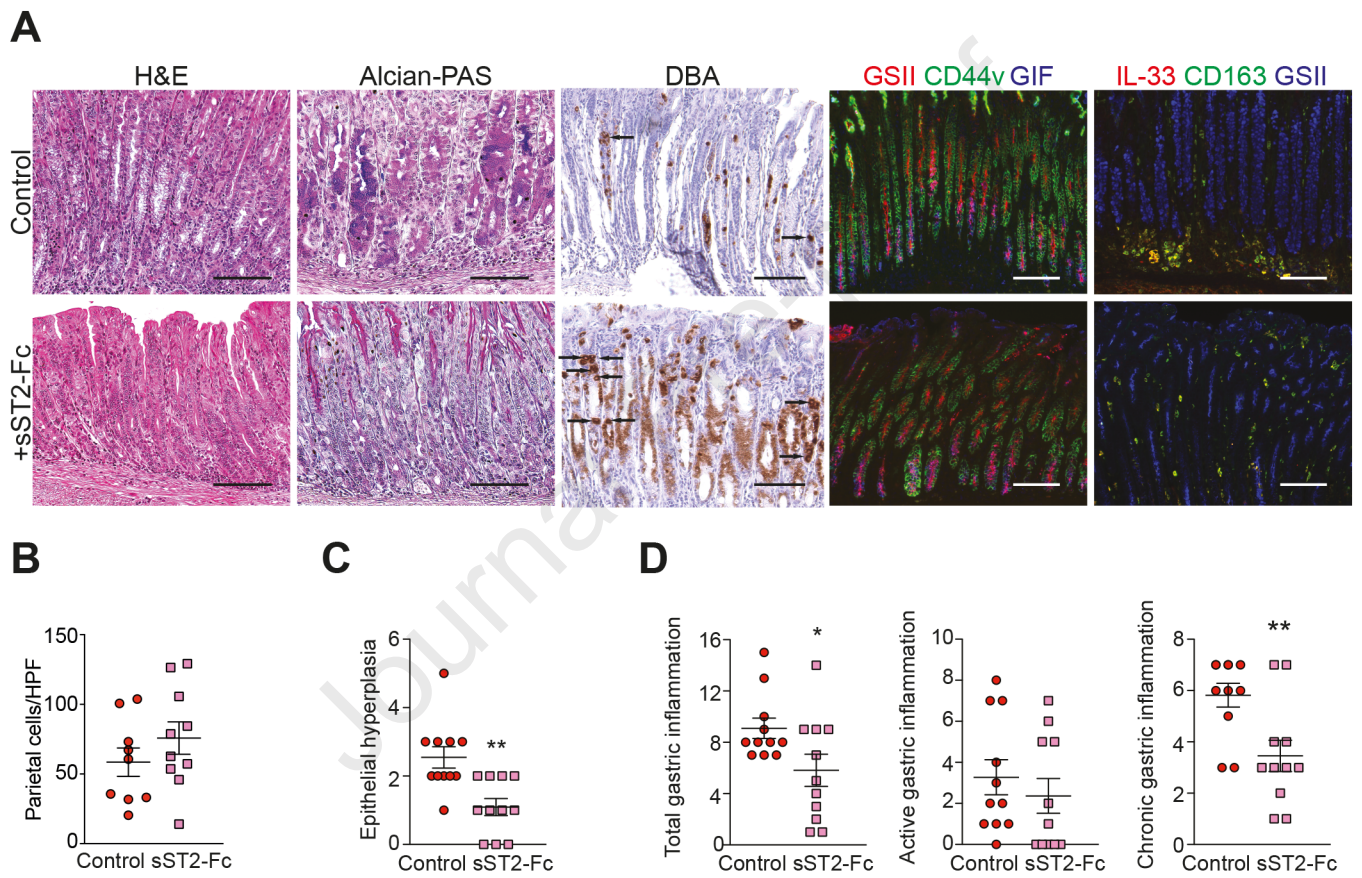 A
H&E
Alcian-PAS
DBA
GSII CD44v GIF
IL-33 CD163 GSII
Control
+sST2-Fc
B
Parietal cells/HPF
150
100
50
0
Control sST2-Fc
C
Epithelial hyperplasia
6
4
2
0
**
Control sST2-Fc
D
Total gastric inflammation
16
12
8
4
0
*
Control sST2-Fc
Active gastric inflammation
10
8
6
4
2
0
Control sST2-Fc
Chronic gastric inflammation
8
6
4
2
0
**
Control sST2-Fc